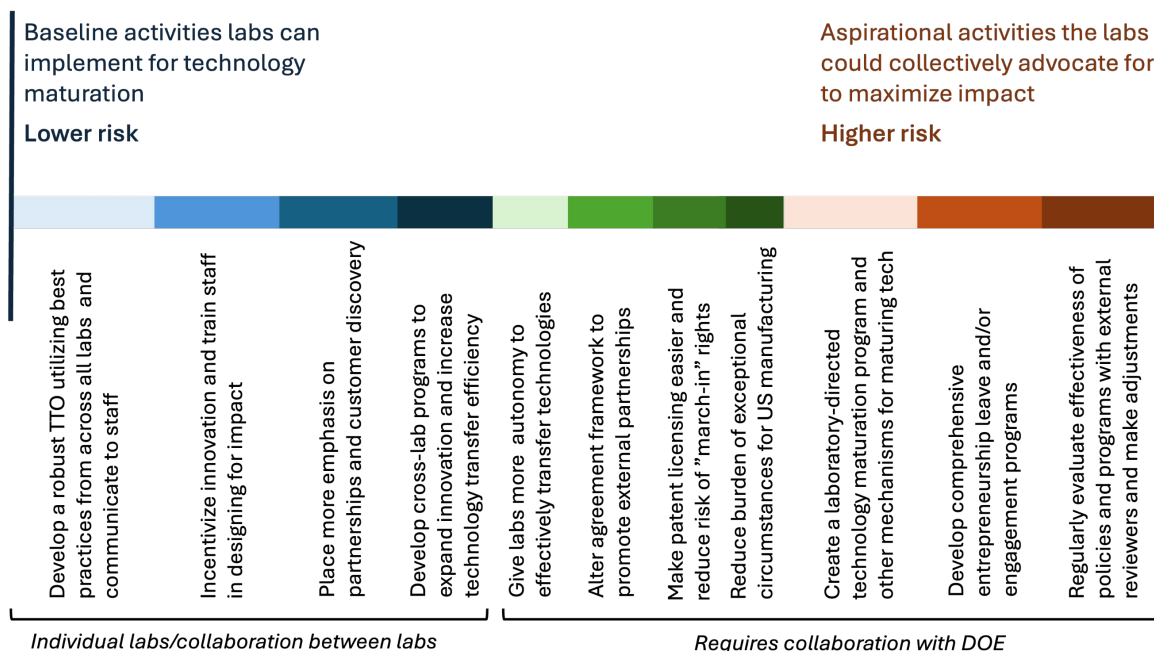 Baseline activities labs can
implement for technology
maturation
Lower risk
Aspirational activities the labs
could collectively advocate for
to maximize impact
Higher risk
Develop a robust TTO utilizing best
practices from across all labs and
communicate to staff
Incentivize innovation and train staff
in designing for impact
Place more emphasis on
partnerships and customer discovery
Develop cross-lab programs to
expand innovation and increase
technology transfer efficiency
Give labs more autonomy to
effectively transfer technologies
Alter agreement framework to
promote external partnerships
Make patent licensing easier and
reduce risk of ”march-in” rights
Reduce burden of exceptional
circumstances for US manufacturing
Create a laboratory-directed
technology maturation program and
other mechanisms for maturing tech
Develop comprehensive
entrepreneurship leave and/or
engagement programs
Regularly evaluate effectiveness of
policies and programs with external
reviewers and make adjustments
Individual labs/collaboration between labs
Requires collaboration with DOE